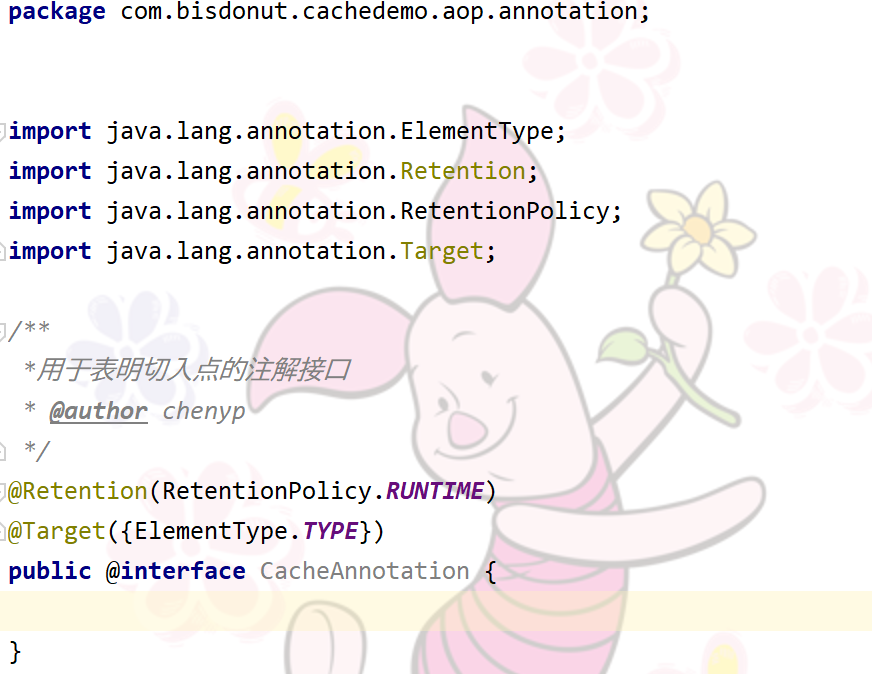 package com.bisdonut.cachedemo.aop.annotation;
import java.lang.annotation.ElementType;
import java.lang.annotation.Retention;
import java.lang.annotation.RetentionPolicy;
import java.lang.annotation.Target;
/**
*用于表明切入点的注解接口
* @author chenyp
*/
@Retention(RetentionPolicy.RUNTIME)
@Target({ElementType.TYPE})
public @interface CacheAnnotation {
}